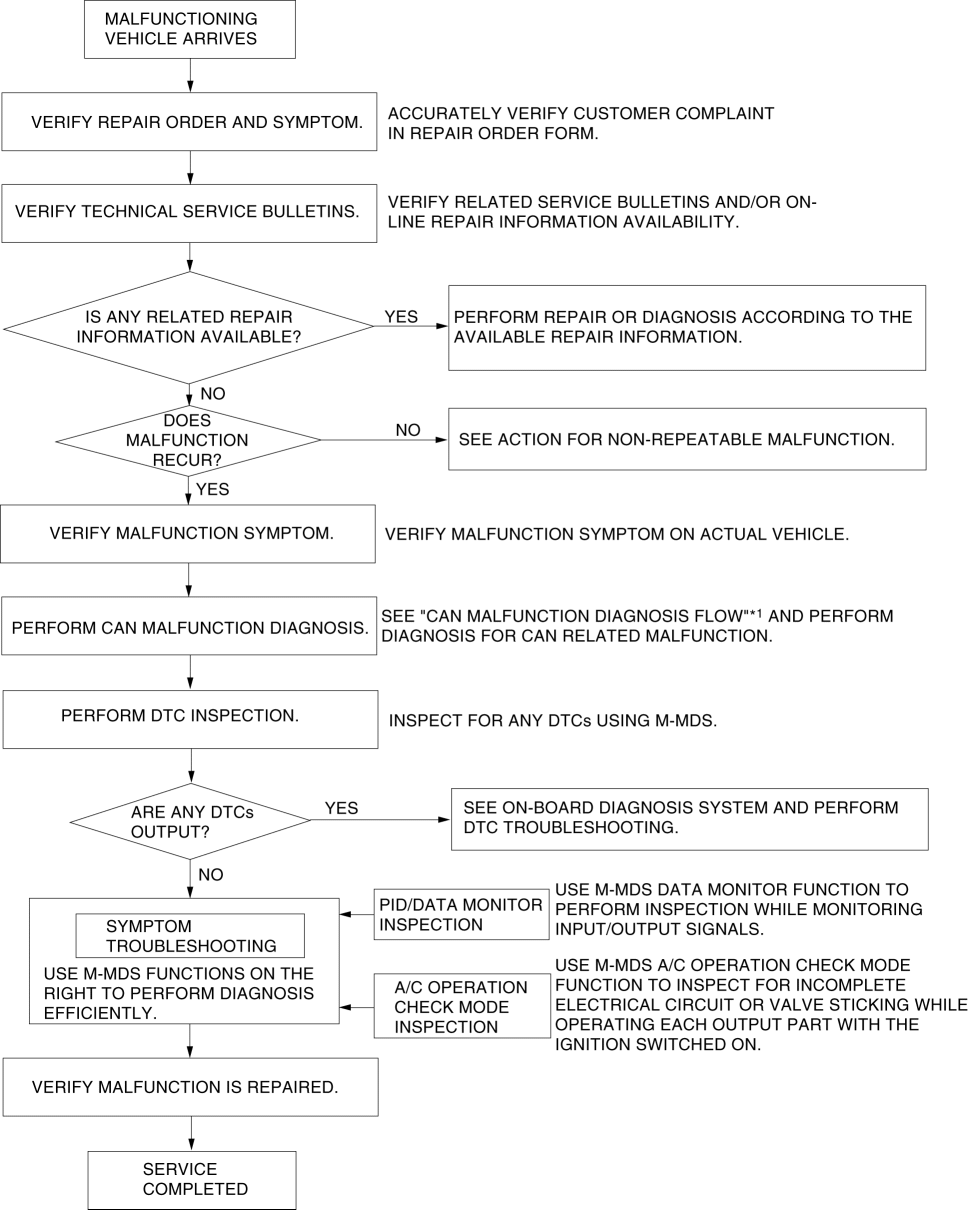 MALFUNCTIONING
VEHICLE ARRIVES
VERIFY REPAIR ORDER AND SYMPTOM.
ACCURATELY VERIFY CUSTOMER COMPLAINT
IN REPAIR ORDER FORM.
VERIFY TECHNICAL SERVICE BULLETINS.
VERIFY RELATED SERVICE BULLETINS AND/OR ON-
LINE REPAIR INFORMATION AVAILABILITY.
IS ANY RELATED REPAIR
INFORMATION AVAILABLE?
YES
PERFORM REPAIR OR DIAGNOSIS ACCORDING TO THE
AVAILABLE REPAIR INFORMATION.
NO
DOES
MALFUNCTION
RECUR?
NO
SEE ACTION FOR NON-REPEATABLE MALFUNCTION.
YES
VERIFY MALFUNCTION SYMPTOM.
VERIFY MALFUNCTION SYMPTOM ON ACTUAL VEHICLE.
PERFORM CAN MALFUNCTION DIAGNOSIS.
SEE "CAN MALFUNCTION DIAGNOSIS FLOW"*1 AND PERFORM
DIAGNOSIS FOR CAN RELATED MALFUNCTION.
PERFORM DTC INSPECTION.
INSPECT FOR ANY DTCs USING M-MDS.
ARE ANY DTCs
OUTPUT?
YES
SEE ON-BOARD DIAGNOSIS SYSTEM AND PERFORM
DTC TROUBLESHOOTING.
NO
SYMPTOM
TROUBLESHOOTING
USE M-MDS FUNCTIONS ON THE
RIGHT TO PERFORM DIAGNOSIS
EFFICIENTLY.
PID/DATA MONITOR
INSPECTION
USE M-MDS DATA MONITOR FUNCTION TO
PERFORM INSPECTION WHILE MONITORING
INPUT/OUTPUT SIGNALS.
A/C OPERATION
CHECK MODE
INSPECTION
USE M-MDS A/C OPERATION CHECK MODE
FUNCTION TO INSPECT FOR INCOMPLETE
ELECTRICAL CIRCUIT OR VALVE STICKING WHILE
OPERATING EACH OUTPUT PART WITH THE
IGNITION SWITCHED ON.
VERIFY MALFUNCTION IS REPAIRED.
SERVICE
COMPLETED